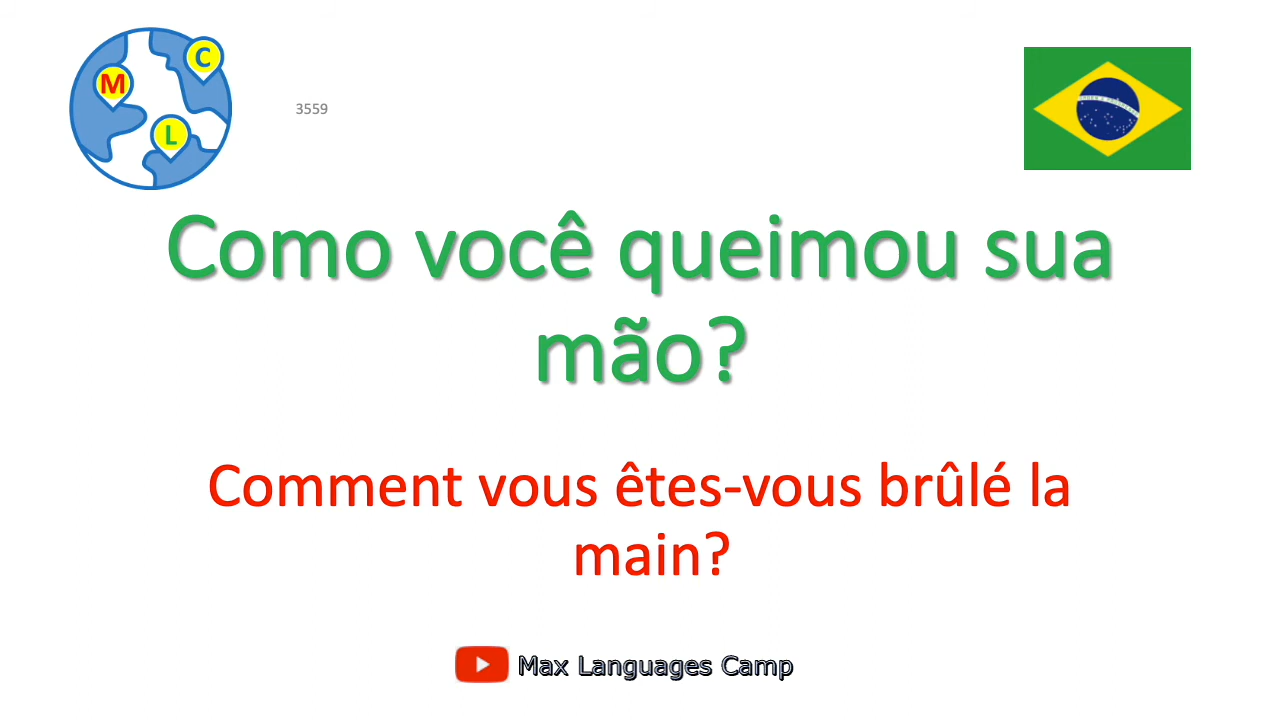 M
C
L
3559
Como você queimou sua
mão?
Comment vous êtes-vous brûlé la
main?
Max Languages Camp